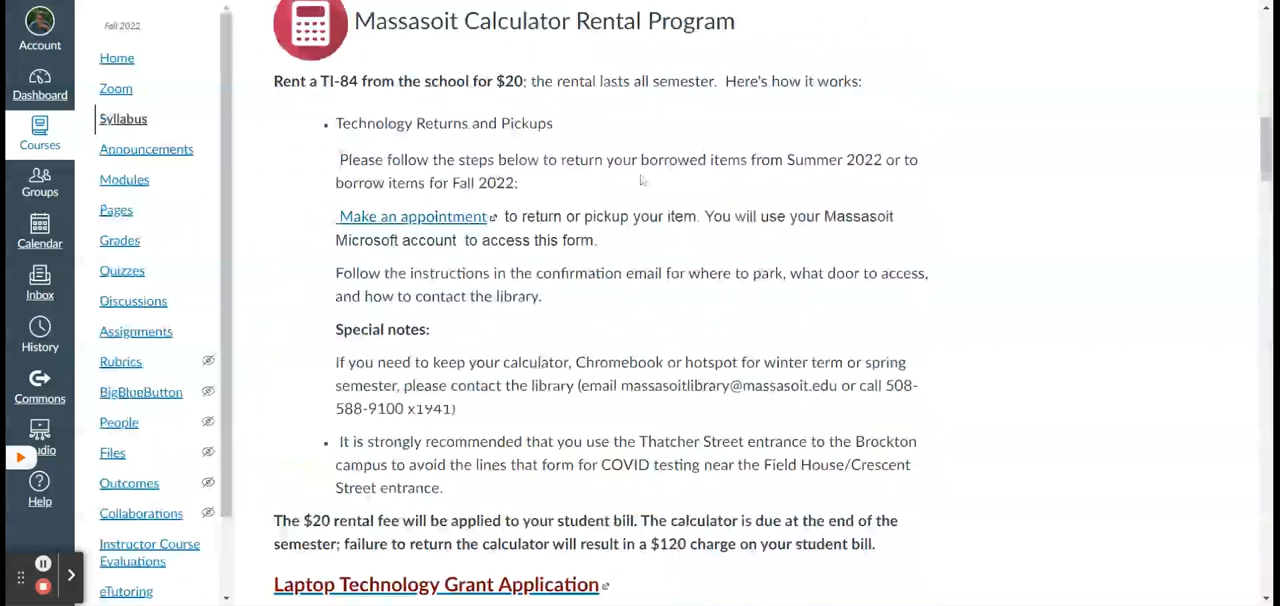 Account
Dashboard
Courses
Groups
Calendar
Inbox
History
Commons
udio
Help
Fall 2022
Home
Zoom
Syllabus
Announcements
Modules
Pages
Grades
Quizzes
Discussions
Assignments
Rubrics
BigBlueButton
People
Files
Outcomes
Collaborations
Instructor Course
Evaluations
eTutoring
Massasoit Calculator Rental Program
Rent a TI-84 from the school for $20; the rental lasts all semester. Here's how it works:
• Technology Returns and Pickups
Please follow the steps below to return your borrowed items from Summer 2022 or to
borrow items for Fall 2022:
Make an appointment to return or pickup your item. You will use your Massasoit
Microsoft account to access this form.
Follow the instructions in the confirmation email for where to park, what door to access,
and how to contact the library.
Special notes:
If you need to keep your calculator, Chromebook or hotspot for winter term or spring
semester, please contact the library (email massasoitlibrary@massasoit.edu or call 508-
588-9100 x1941)
• It is strongly recommended that you use the Thatcher Street entrance to the Brockton
campus to avoid the lines that form for COVID testing near the Field House/Crescent
Street entrance.
The $20 rental fee will be applied to your student bill. The calculator is due at the end of the
semester; failure to return the calculator will result in a $120 charge on your student bill.
Laptop Technology Grant Application